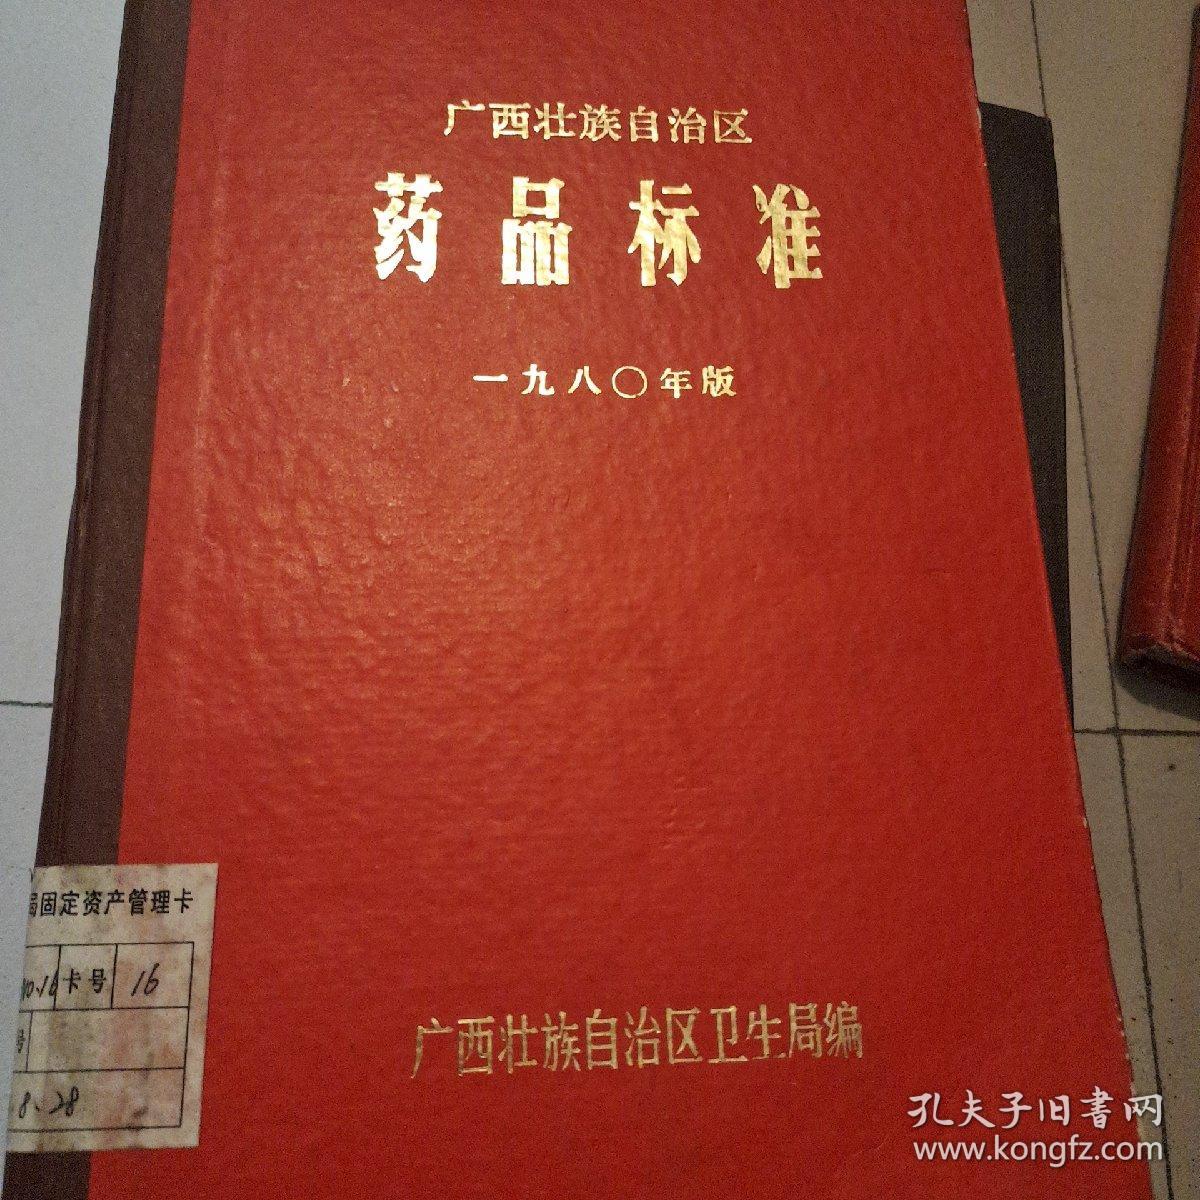 广西壮族自治区
药品标准
一九八〇年版
局固定资产管理卡
卡号 16
8.28
广西壮族自治区卫生局编
孔夫子旧書网
www.kongfz.com